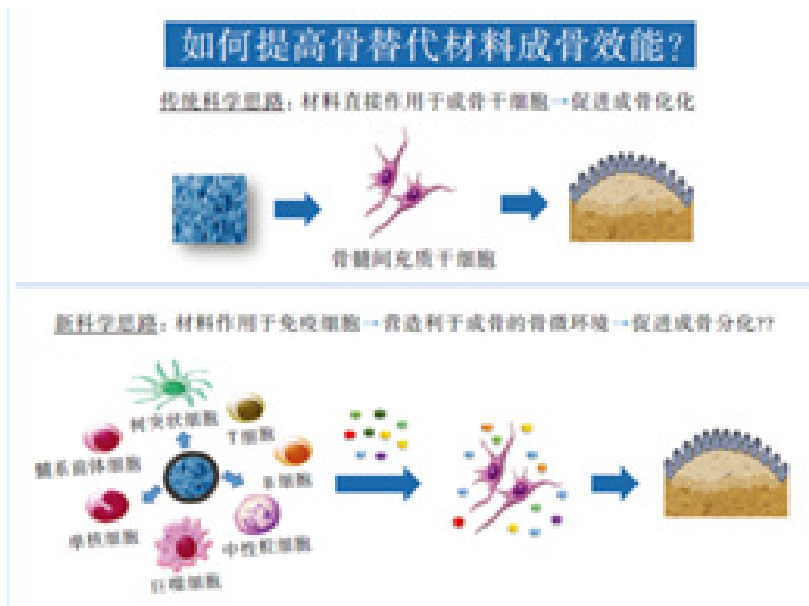 如何提高骨替代材料成骨效能?
传统科学思路：材料直接作用于成骨干细胞→促进成骨化化
骨髓间充质干细胞
新科学思路：材料作用于免疫细胞→营造利于成骨的骨微环境→促进成骨分化??
树突状细胞
T细胞
髓系前体细胞
B细胞
单核细胞
中性粒细胞
巨噬细胞